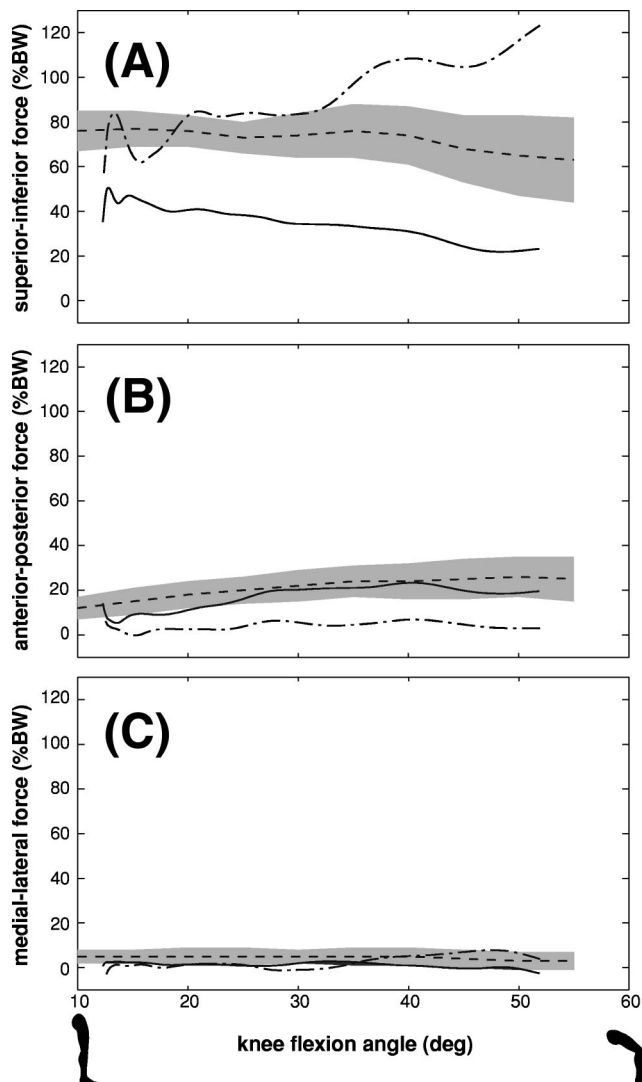 superior-inferior force (%BW)
120
100
80
60
40
20
0
(A)
anterior-posterior force (%BW)
120
100
80
60
40
20
0
(B)
medial-lateral force (%BW)
120
100
80
60
40
20
0
(C)
10 20 30 40 50 60
knee flexion angle (deg)